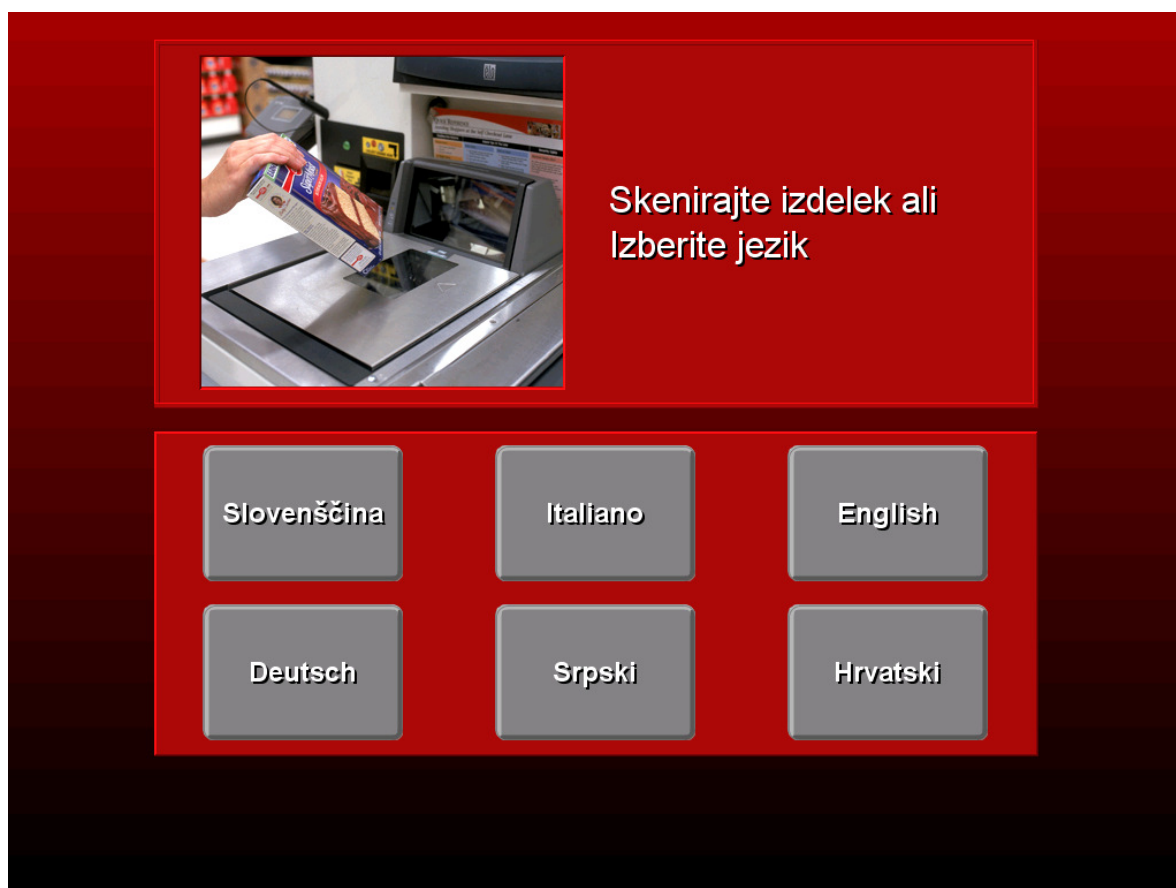 Skenirajte izdelek ali
Izberite jezik
Slovenščina
Italiano
English
Deutsch
Srpski
Hrvatski